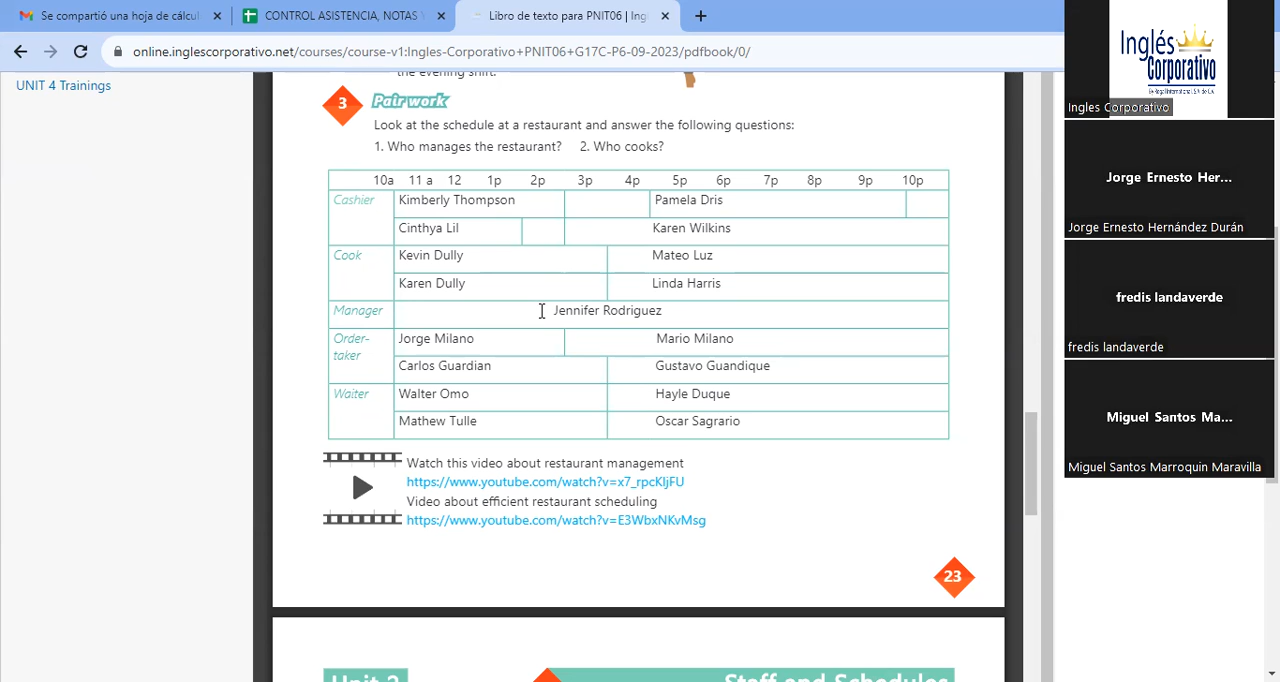 Se compartió una hoja de cálcul
CONTROL ASISTENCIA, NOTAS Y
Libro de texto para PNIT06 | Ing
online.inglescorporativo.net/courses/course-v1:Ingles-Corporativo+PNIT06+G17C-P6-09-2023/pdfbook/0/
UNIT 4 Trainings
the evening shift.
3 Pair work
Look at the schedule at a restaurant and answer the following questions:
1. Who manages the restaurant? 2. Who cooks?
10a 11 a 12 1p 2p 3p 4p 5p 6p 7p 8p 9p 10p
Cashier Kimberly Thompson Pamela Dris
Cinthya Lil Karen Wilkins
Cook Kevin Dully Mateo Luz
Karen Dully Linda Harris
Manager Jennifer Rodriguez
Order- Jorge Milano Mario Milano
taker
Carlos Guardian Gustavo Guandique
Waiter Walter Omo Hayle Duque
Mathew Tulle Oscar Sagrario
Watch this video about restaurant management
https://www.youtube.com/watch?v=x7_rpcKIjFU
Video about efficient restaurant scheduling
https://www.youtube.com/watch?v=E3WbxNKvMsg
23
Unit 2
Staff and Schedules
Inglés
Corporativo
Ingles Corporativo
Jorge Ernesto Her...
Jorge Ernesto Hernández Durán
fredis landaverde
fredis landaverde
Miguel Santos Ma...
Miguel Santos Marroquin Maravilla